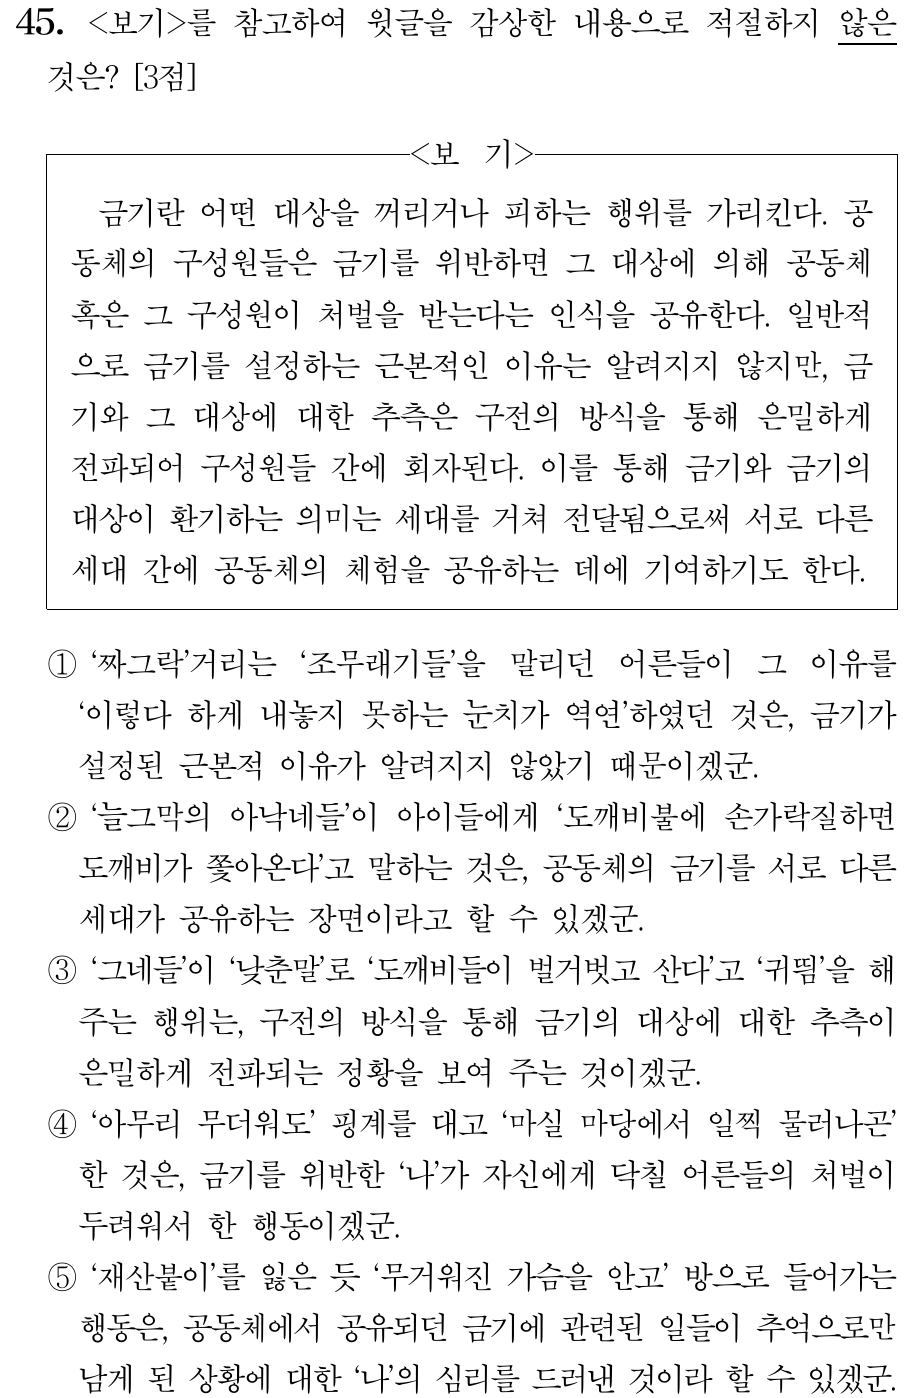 45. <보기>를 참고하여 윗글을 감상한 내용으로 적절하지 않은
것은? [3점]
<보 기>
금기란 어떤 대상을 꺼리거나 피하는 행위를 가리킨다. 공
동체의 구성원들은 금기를 위반하면 그 대상에 의해 공동체
혹은 그 구성원이 처벌을 받는다는 인식을 공유한다. 일반적
으로 금기를 설정하는 근본적인 이유는 알려지지 않지만, 금
기와 그 대상에 대한 추측은 구전의 방식을 통해 은밀하게
전파되어 구성원들 간에 회자된다. 이를 통해 금기와 금기의
대상이 환기하는 의미는 세대를 거쳐 전달됨으로써 서로 다른
세대 간에 공동체의 체험을 공유하는 데에 기여하기도 한다.
① ‘짜그락’거리는 ‘조무래기들’을 말리던 어른들이 그 이유를
‘이렇다 하게 내놓지 못하는 눈치가 역연’하였던 것은, 금기가
설정된 근본적 이유가 알려지지 않았기 때문이겠군.
② ‘늘그막의 아낙네들’이 아이들에게 ‘도깨비불에 손가락질하면
도깨비가 쫓아온다’고 말하는 것은, 공동체의 금기를 서로 다른
세대가 공유하는 장면이라고 할 수 있겠군.
③ ‘그네들’이 ‘낮춘말’로 ‘도깨비들이 벌거벗고 산다’고 ‘귀띔’을 해
주는 행위는, 구전의 방식을 통해 금기의 대상에 대한 추측이
은밀하게 전파되는 정황을 보여 주는 것이겠군.
④ ‘아무리 무더워도’ 핑계를 대고 ‘마실 마당에서 일찍 물러나곤’
한 것은, 금기를 위반한 ‘나’가 자신에게 닥칠 어른들의 처벌이
두려워서 한 행동이겠군.
⑤ ‘재산붙이’를 잃은 듯 ‘무거워진 가슴을 안고’ 방으로 들어가는
행동은, 공동체에서 공유되던 금기에 관련된 일들이 추억으로만
남게 된 상황에 대한 ‘나’의 심리를 드러낸 것이라 할 수 있겠군.